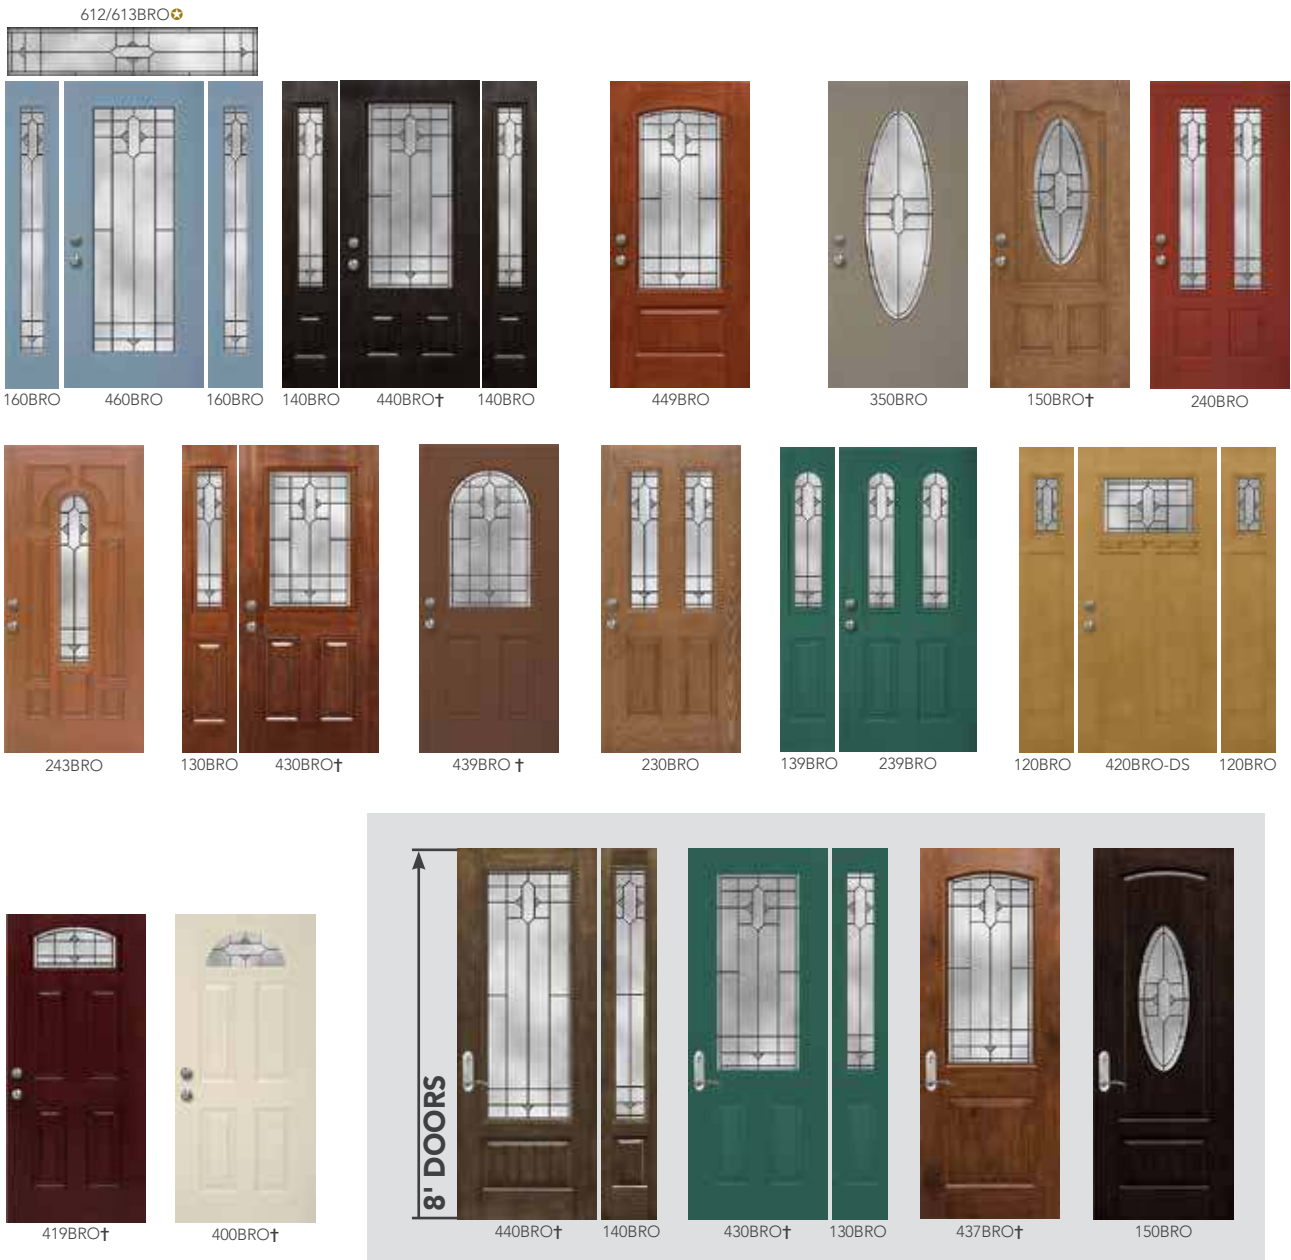 612/613BRO✪
160BRO 460BRO 160BRO 140BRO 440BRO† 140BRO 449BRO 350BRO 150BRO† 240BRO
243BRO 130BRO 430BRO† 439BRO † 230BRO 139BRO 239BRO 120BRO 420BRO-DS 120BRO
8' DOORS
419BRO† 400BRO† 440BRO† 140BRO 430BRO† 130BRO 437BRO† 150BRO